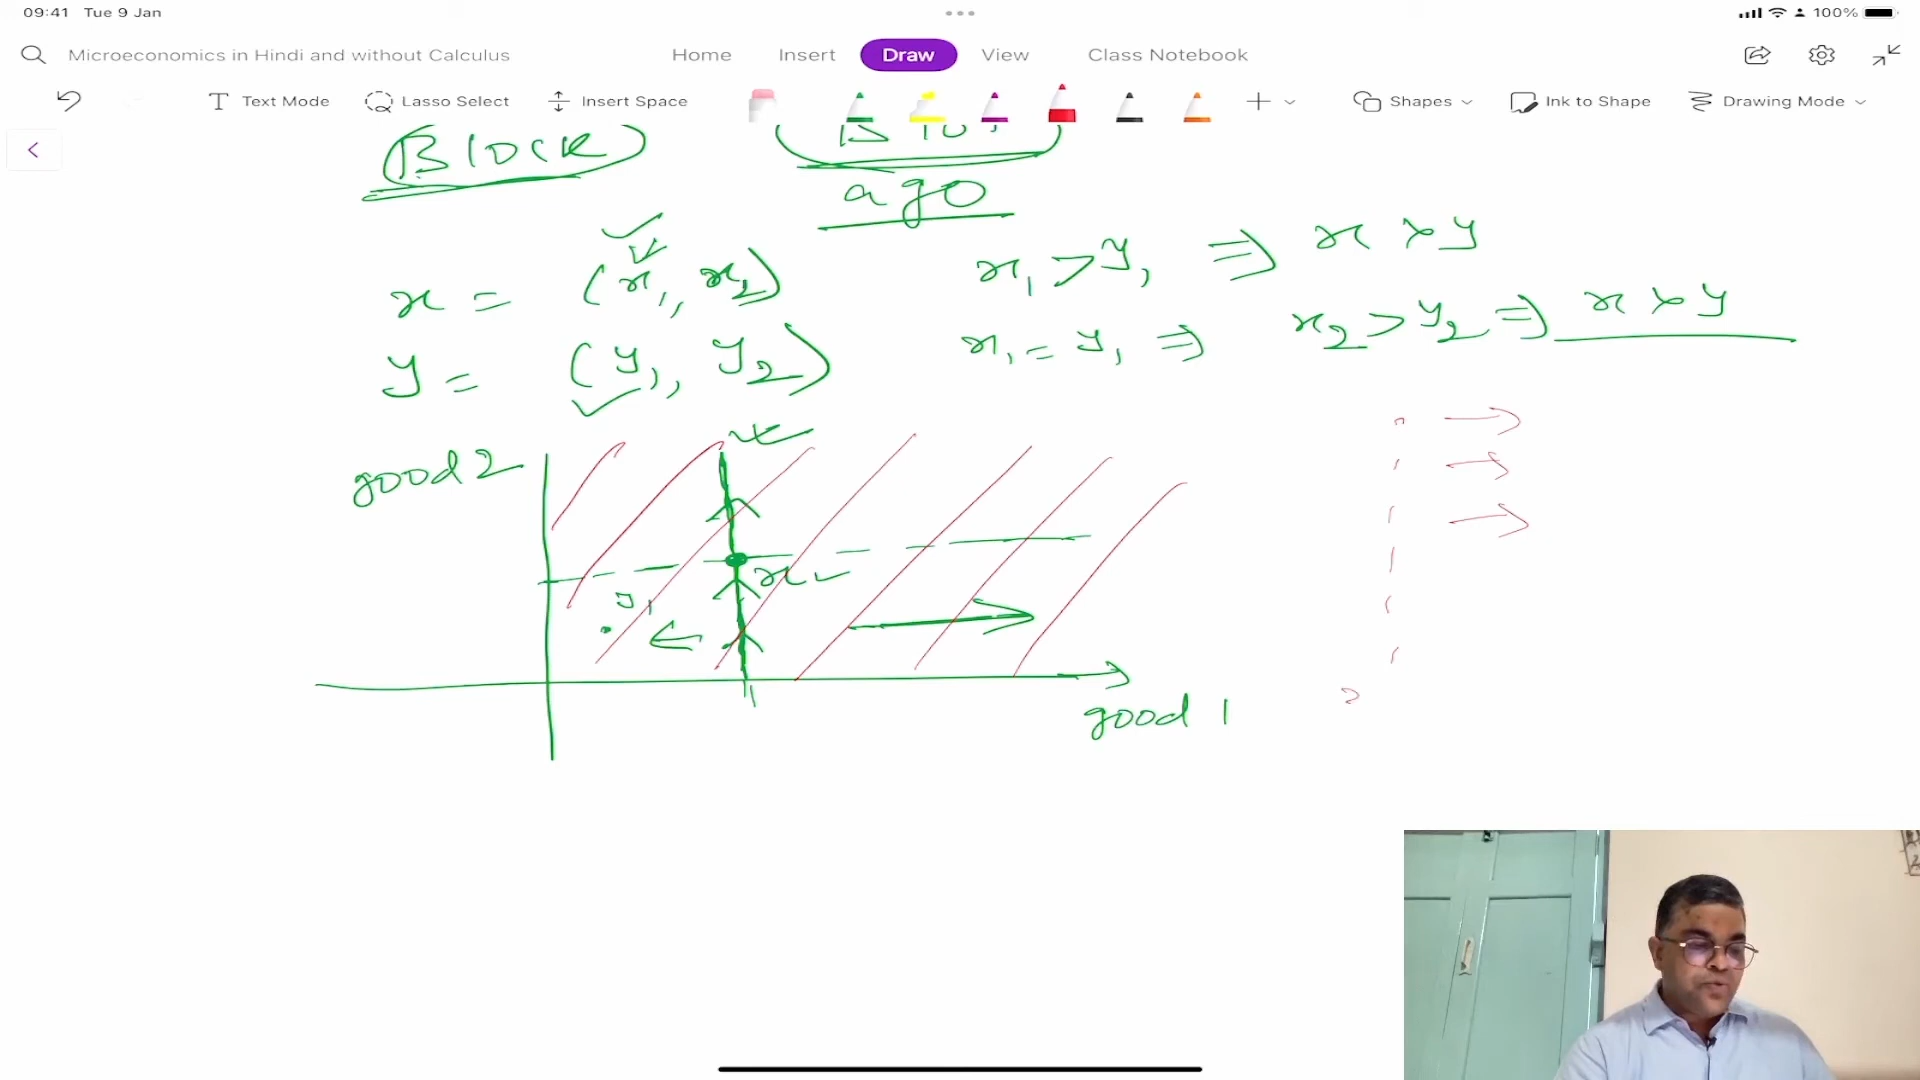 09:41 Tue 9 Jan 100%
Microeconomics in Hindi and without Calculus Home Insert Draw View Class Notebook
Text Mode Lasso Select Insert Space Shapes Ink to Shape Drawing Mode
Block
ago
x = (x₁, x₂) x₁ > y₁ ⇒ x ≻ y
y = (y₁, y₂) x₁ = y₁ ⇒ x₂ > y₂ ⇒ x ≻ y
good 2
x
good 1